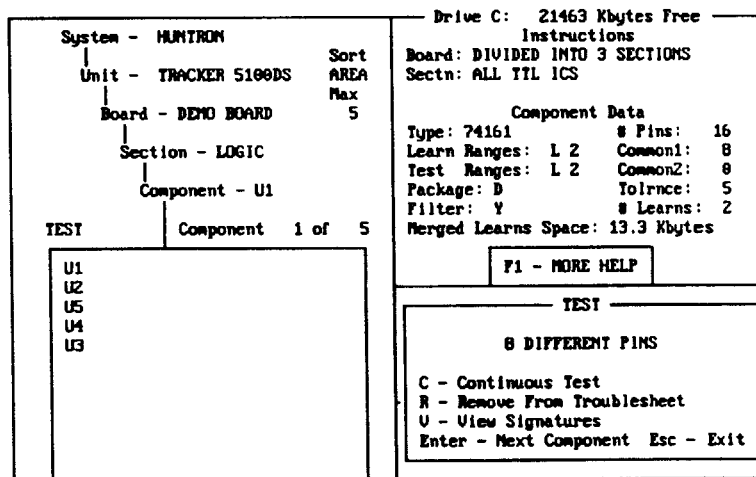 System - HUNTRON
Sort
Unit - TRACKER 5100DS AREA
Max
Board - DEMO BOARD 5
Section - LOGIC
Component - U1
TEST Component 1 of 5
U1
U2
U5
U4
U3
Drive C: 21463 Kbytes Free
Instructions
Board: DIVIDED INTO 3 SECTIONS
Sectn: ALL TTL ICS
Component Data
Type: 74161 # Pins: 16
Learn Ranges: L 2 Common1: 8
Test Ranges: L 2 Common2: 0
Package: D Tolrnce: 5
Filter: Y # Learns: 2
Merged Learns Space: 13.3 Kbytes
F1 - MORE HELP
TEST
8 DIFFERENT PINS
C - Continuous Test
R - Remove From Troublesheet
V - View Signatures
Enter - Next Component Esc - Exit